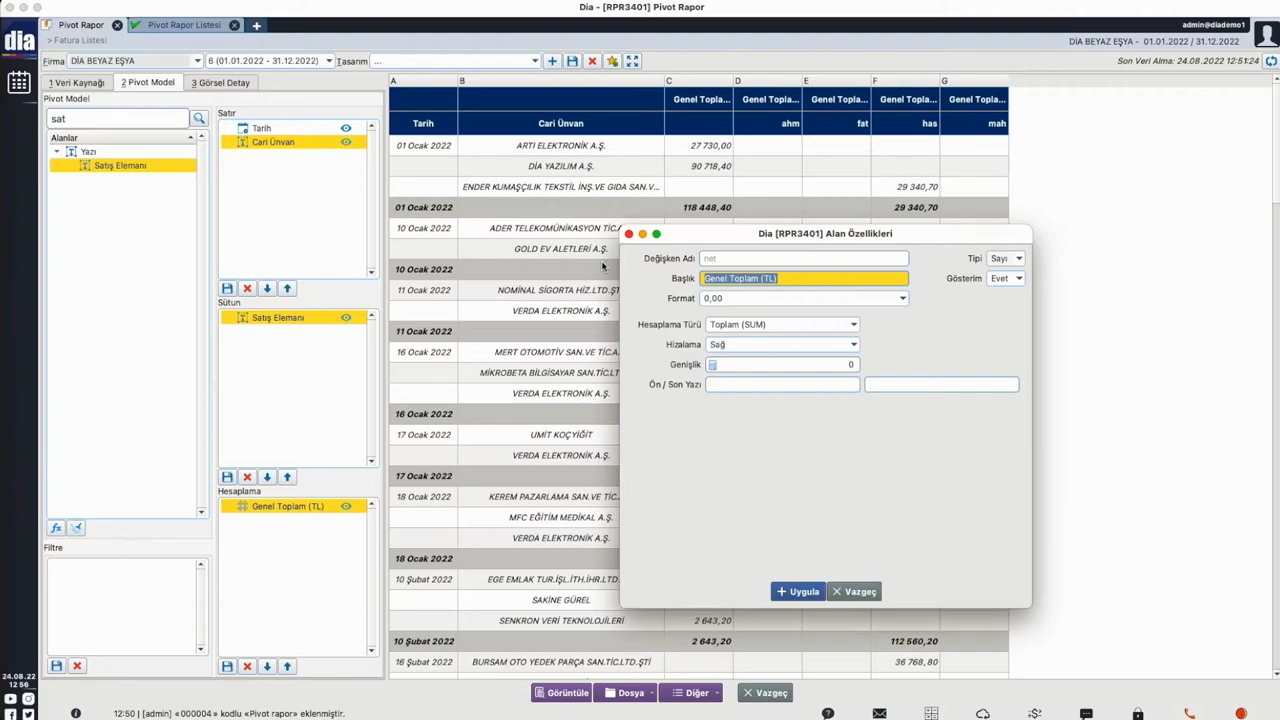 Dia - [RPR3401] Pivot Rapor
dia
Pivot Rapor
Pivot Rapor Listesi
admin@diademo1
> Fatura Listesi
DİA BEYAZ EŞYA - 01.01.2022 / 31.12.2022
Firma DİA BEYAZ EŞYA 6 (01.01.2022 - 31.12.2022) Tasarım ...
Son Veri Alma: 24.08.2022 12:51:24
1 Veri Kaynağı 2 Pivot Model 3 Görsel Detay
Pivot Model
sat
Alanlar
Yazı
Satış Elemanı
Filtre
Satır
Tarih
Cari Ünvan
Sütun
Satış Elemanı
Hesaplama
Genel Toplam (TL)
A B C D E F G
Genel Topla... Genel Topla... Genel Topla... Genel Topla... Genel Topla...
Tarih Cari Ünvan ahm fat has mah
01 Ocak 2022 ARTI ELEKTRONİK A.Ş. 27 730,00
DİA YAZILIM A.Ş. 90 718,40
ENDER KUMAŞÇILIK TEKSTİL İNŞ.VE GIDA SAN.V... 29 340,70
01 Ocak 2022 118 448,40 29 340,70
10 Ocak 2022 ADER TELEKOMÜNİKASYON TİC.A
GOLD EV ALETLERİ A.Ş.
10 Ocak 2022
11 Ocak 2022 NOMİNAL SİGORTA HİZ.LTD.ŞT
VERDA ELEKTRONİK A.Ş.
11 Ocak 2022
16 Ocak 2022 MERT OTOMOTİV SAN.VE TİC.A
MİKROBETA BİLGİSAYAR SAN.TİC.LT
VERDA ELEKTRONİK A.Ş.
16 Ocak 2022
17 Ocak 2022 UMİT KOÇYİĞİT
VERDA ELEKTRONİK A.Ş.
17 Ocak 2022
18 Ocak 2022 KEREM PAZARLAMA SAN.VE TİC.
MFC EĞİTİM MEDİKAL A.Ş.
VERDA ELEKTRONİK A.Ş.
18 Ocak 2022
10 Şubat 2022 EGE EMLAK TUR.İŞL.İTH.İHR.LTD.
SAKİNE GÜREL
SENKRON VERİ TEKNOLOJİLERİ 2 643,20
10 Şubat 2022 2 643,20 112 560,20
16 Şubat 2022 BURSAM OTO YEDEK PARÇA SAN.TİC.LTD.ŞTİ 36 768,80
Dia [RPR3401] Alan Özellikleri
Değişken Adı net Tipi Sayı
Başlık Genel Toplam (TL) Gösterim Evet
Format 0,00
Hesaplama Türü Toplam (SUM)
Hizalama Sağ
Genişlik 0
Ön / Son Yazı
Uygula Vazgeç
Görüntüle Dosya Diğer Vazgeç
24.08.22
12 56
12:50 | [admin] «000004» kodlu «Pivot rapor» eklenmiştir.